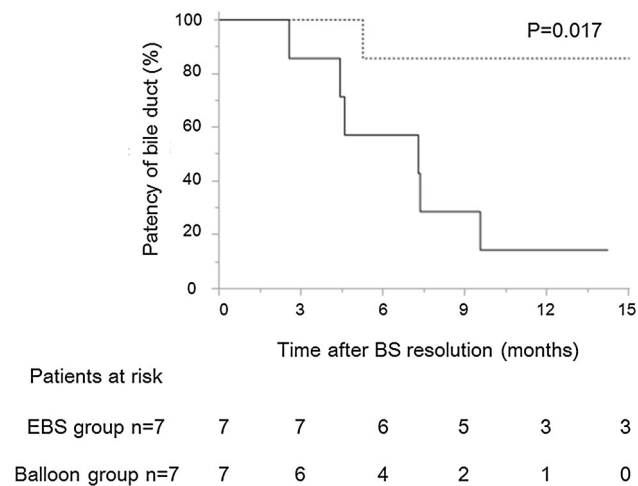 Patency of bile duct (%)
100
80
60
40
20
0
P=0.017
0 3 6 9 12 15
Time after BS resolution (months)
Patients at risk
EBS group n=7 7 7 6 5 3 3
Balloon group n=7 7 6 4 2 1 0